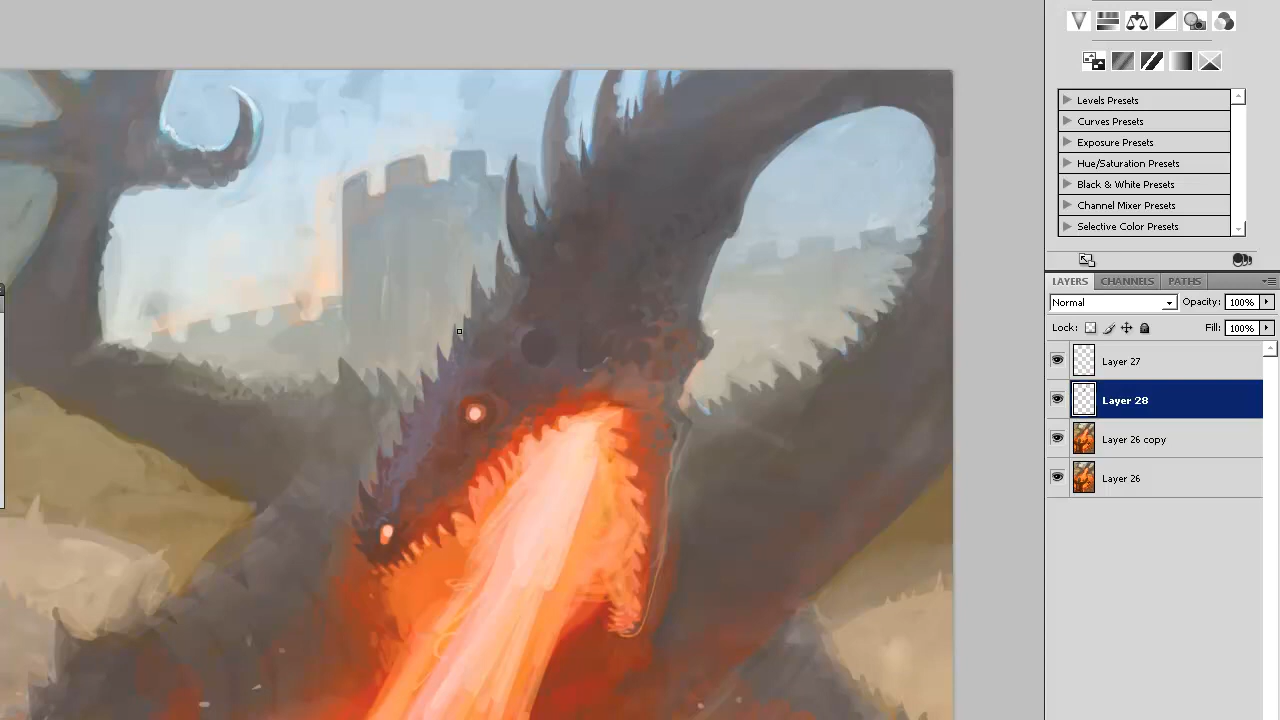 Levels Presets
Curves Presets
Exposure Presets
Hue/Saturation Presets
Black & White Presets
Channel Mixer Presets
Selective Color Presets
LAYERS CHANNELS PATHS
Normal Opacity: 100%
Lock: Fill: 100%
Layer 27
Layer 28
Layer 26 copy
Layer 26